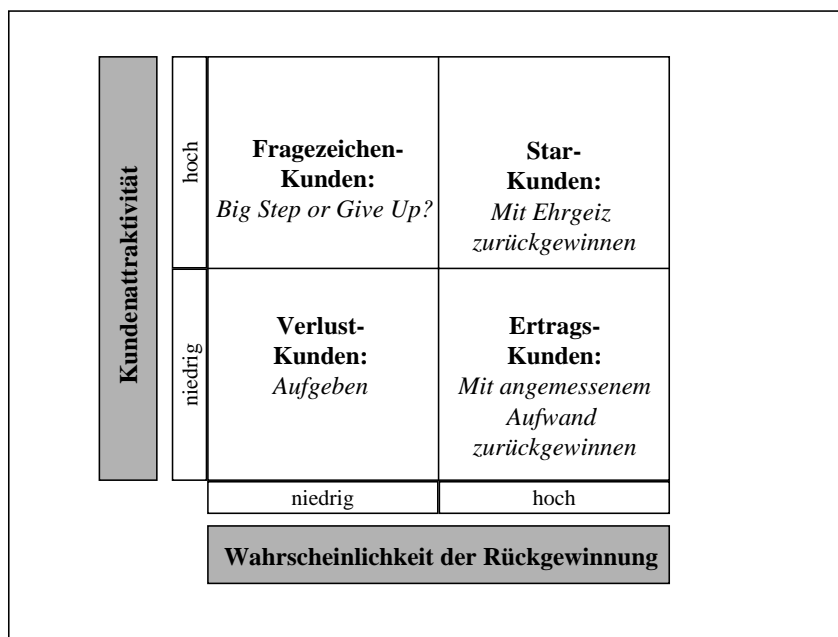 Kundenattraktivität
hoch
Fragezeichen-
Kunden:
Big Step or Give Up?
Star-
Kunden:
Mit Ehrgeiz
zurückgewinnen
niedrig
Verlust-
Kunden:
Aufgeben
Ertrags-
Kunden:
Mit angemessenem
Aufwand
zurückgewinnen
niedrig
hoch
Wahrscheinlichkeit der Rückgewinnung